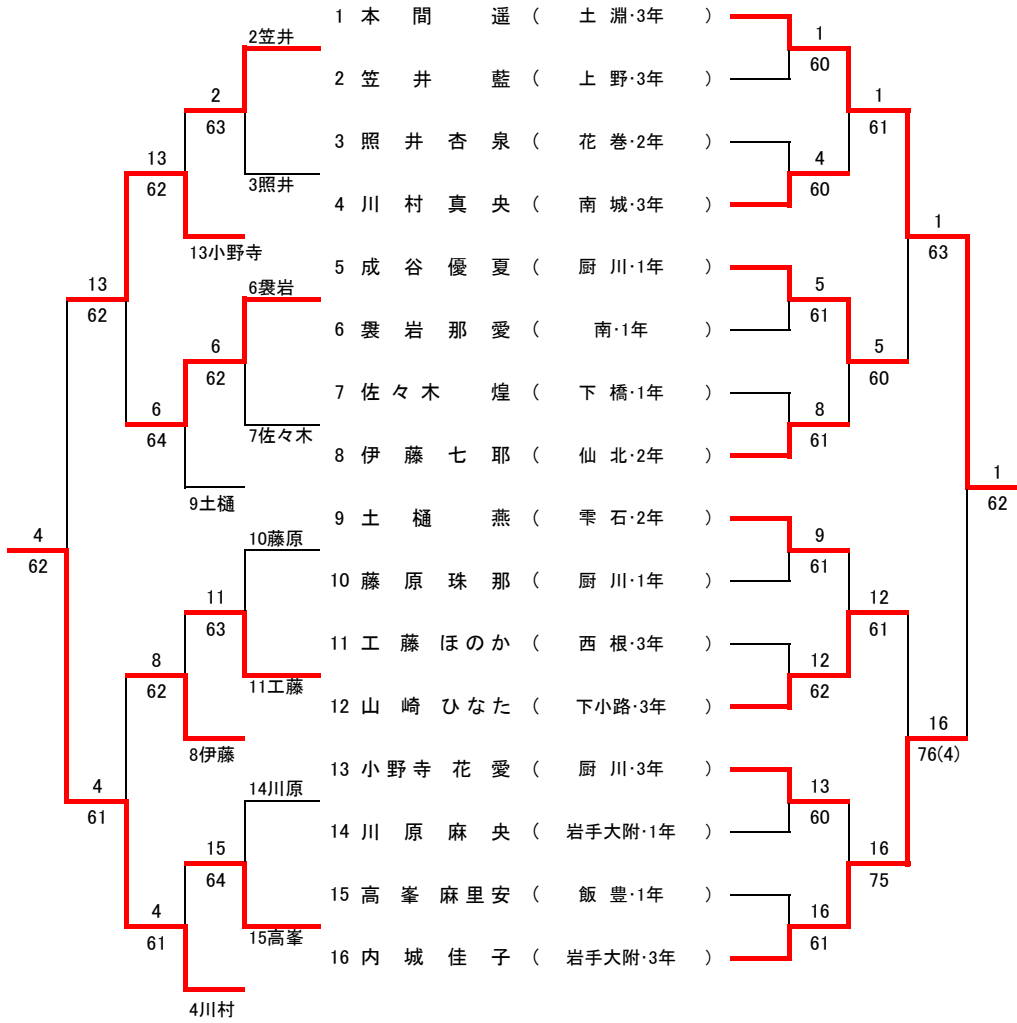 1 本間 遥 ( 土淵・3年 )
2笠井
1
60
2 笠井 藍 ( 上野・3年 )
2
63
1
61
3 照井杏泉 ( 花巻・2年 )
13
62
4
60
3照井
4 川村真央 ( 南城・3年 )
13小野寺
1
63
5 成谷優夏 ( 厨川・1年 )
13
62
6袰岩
5
61
6 袰岩那愛 ( 南・1年 )
6
62
5
60
7 佐々木 煌 ( 下橋・1年 )
6
64
8
61
7佐々木
8 伊藤七耶 ( 仙北・2年 )
1
62
9土樋
9 土樋 燕 ( 雫石・2年 )
4
62
10藤原
9
61
10 藤原珠那 ( 厨川・1年 )
11
63
12
61
11 工藤ほのか ( 西根・3年 )
8
62
12
62
11工藤
12 山崎ひなた ( 下小路・3年 )
16
76(4)
8伊藤
13 小野寺花愛 ( 厨川・3年 )
4
61
14川原
13
60
14 川原麻央 ( 岩手大附・1年 )
15
64
16
75
15 高峯麻里安 ( 飯豊・1年 )
4
61
16
61
15高峯
16 内城佳子 ( 岩手大附・3年 )
4川村